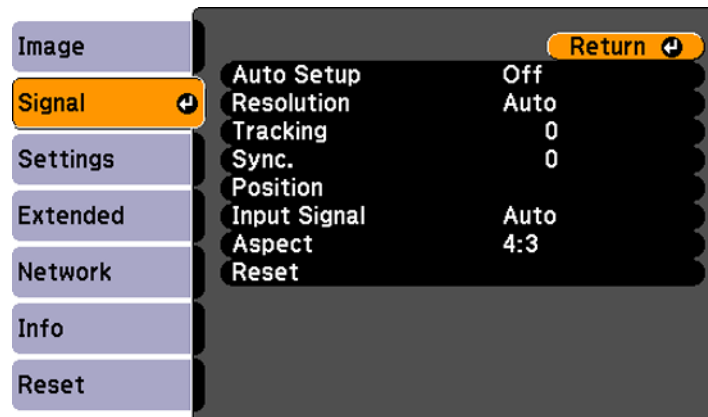 Image
Signal
Settings
Extended
Network
Info
Reset
Return
Auto Setup Off
Resolution Auto
Tracking 0
Sync. 0
Position
Input Signal Auto
Aspect 4:3
Reset